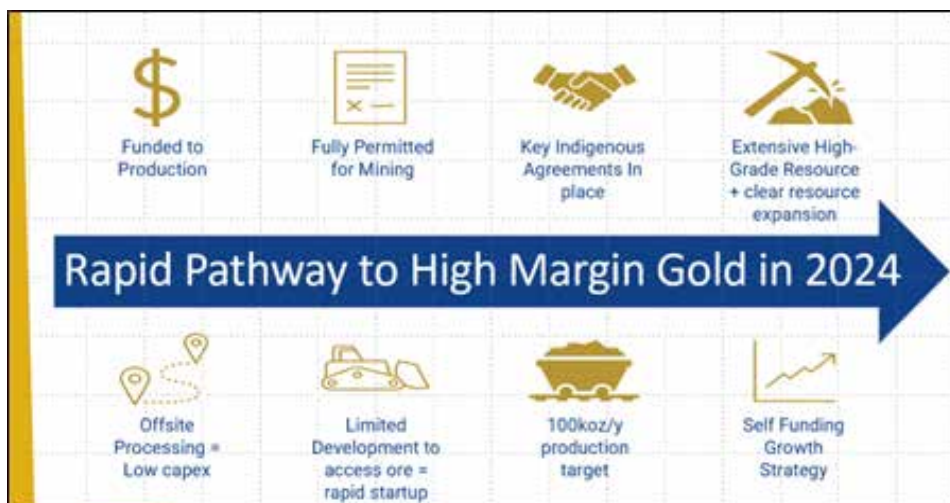 $
Funded to
Production
Fully Permitted
for Mining
Key Indigenous
Agreements In
place
Extensive High-
Grade Resource
+ clear resource
expansion
Rapid Pathway to High Margin Gold in 2024
Offsite
Processing =
Low capex
Limited
Development to
access ore =
rapid startup
100koz/y
production
target
Self Funding
Growth
Strategy